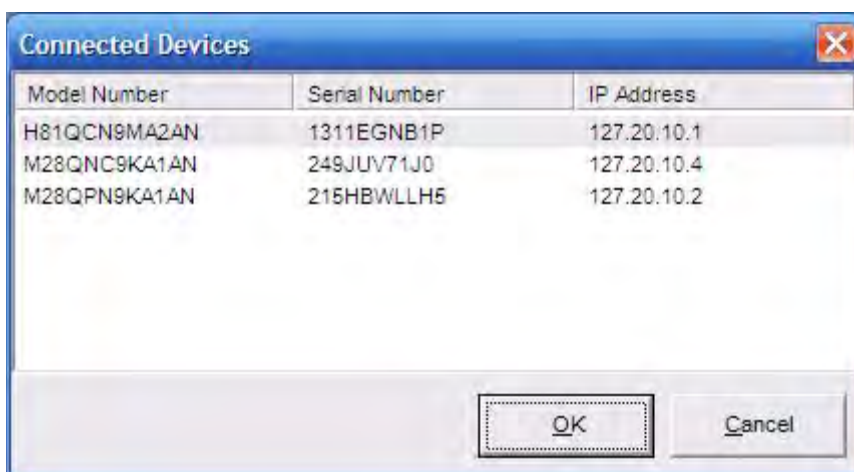 Connected Devices
Model Number Serial Number IP Address
H81QCN9MA2AN 1311EGNB1P 127.20.10.1
M28QNC9KA1AN 249JUV71J0 127.20.10.4
M28QPN9KA1AN 215HBWLLH5 127.20.10.2
OK Cancel